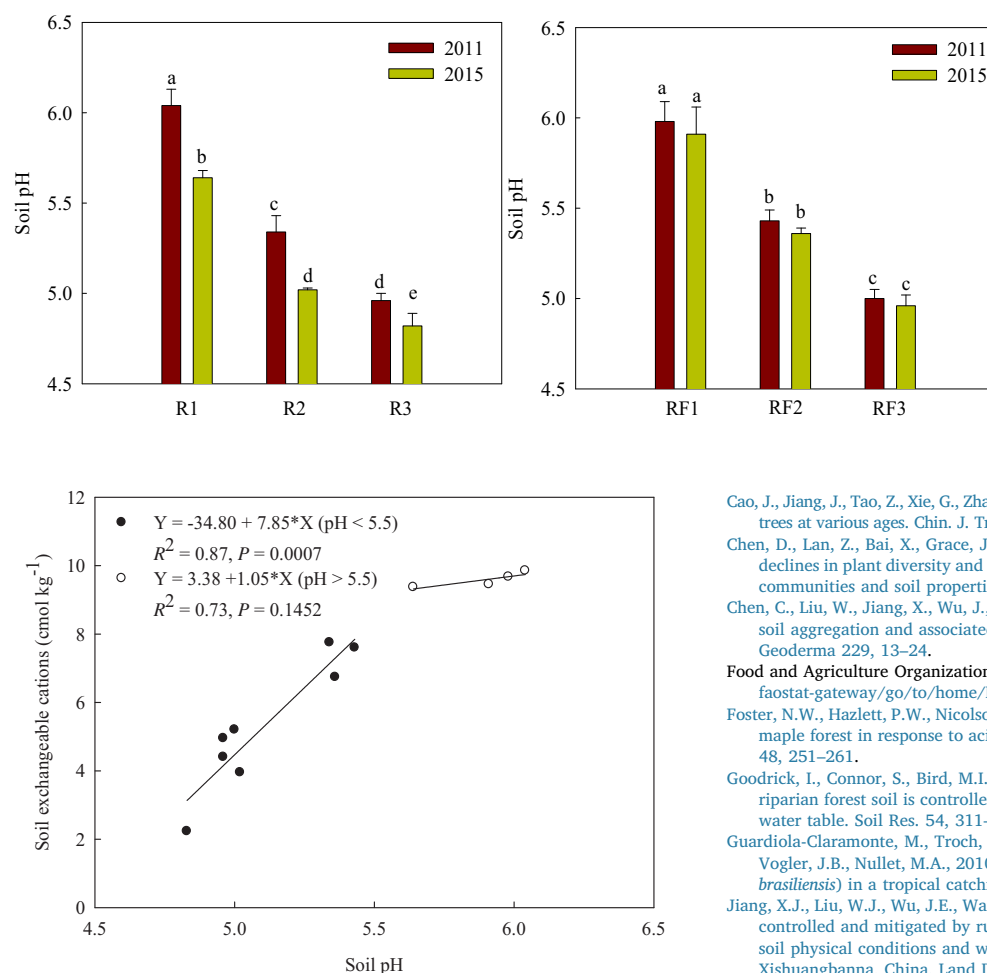 6.5
2011
2015
6.0
5.5
5.0
4.5
Soil pH
a
b
c
d
d
e
R1 R2 R3
6.5
2011
2015
6.0
5.5
5.0
4.5
Soil pH
a a
b b
c c
RF1 RF2 RF3
12
10
8
6
4
2
0
Soil exchangeable cations (cmol kg⁻¹)
Y = -34.80 + 7.85*X (pH < 5.5)
R² = 0.87, P = 0.0007
Y = 3.38 +1.05*X (pH > 5.5)
R² = 0.73, P = 0.1452
4.5 5.0 5.5 6.0 6.5
Soil pH
Cao, J., Jiang, J., Tao, Z., Xie, G., Zha
trees at various ages. Chin. J. Tr
Chen, D., Lan, Z., Bai, X., Grace, J
declines in plant diversity and
communities and soil properti
Chen, C., Liu, W., Jiang, X., Wu, J.,
soil aggregation and associate
Geoderma 229, 13–24.
Food and Agriculture Organization
faostat-gateway/go/to/home/
Foster, N.W., Hazlett, P.W., Nicols
maple forest in response to aci
48, 251–261.
Goodrick, I., Connor, S., Bird, M.I.
riparian forest soil is controlle
water table. Soil Res. 54, 311-
Guardiola-Claramonte, M., Troch,
Vogler, J.B., Nullet, M.A., 2010
brasiliensis) in a tropical catch
Jiang, X.J., Liu, W.J., Wu, J.E., Wa
controlled and mitigated by ru
soil physical conditions and w
Xishuangbanna, China. Land D